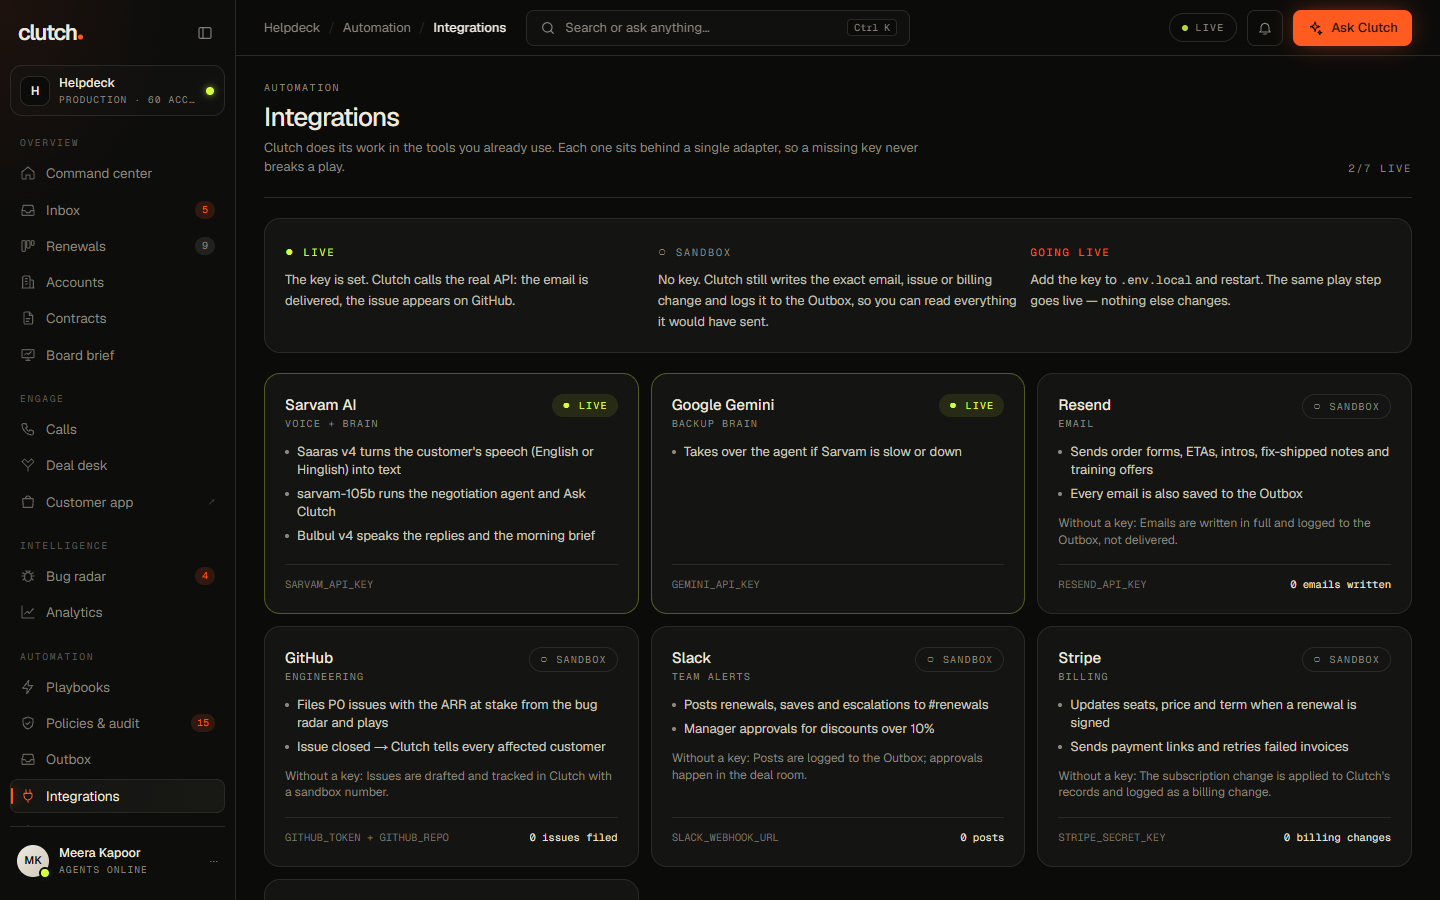 clutch.
Helpdeck / Automation / Integrations
Search or ask anything...
Ctrl K
LIVE
Ask Clutch
H
Helpdeck
PRODUCTION · 60 ACC…
OVERVIEW
Command center
Inbox
5
Renewals
9
Accounts
Contracts
Board brief
ENGAGE
Calls
Deal desk
Customer app
INTELLIGENCE
Bug radar
4
Analytics
AUTOMATION
Playbooks
Policies & audit
15
Outbox
Integrations
MK
Meera Kapoor
AGENTS ONLINE
AUTOMATION
Integrations
Clutch does its work in the tools you already use. Each one sits behind a single adapter, so a missing key never
breaks a play.
2/7 LIVE
LIVE
The key is set. Clutch calls the real API: the email is
delivered, the issue appears on GitHub.
SANDBOX
No key. Clutch still writes the exact email, issue or billing
change and logs it to the Outbox, so you can read everything
it would have sent.
GOING LIVE
Add the key to .env.local and restart. The same play step
goes live — nothing else changes.
Sarvam AI
LIVE
VOICE + BRAIN
• Saaras v4 turns the customer's speech (English or
Hinglish) into text
• sarvam-105b runs the negotiation agent and Ask
Clutch
• Bulbul v4 speaks the replies and the morning brief
SARVAM_API_KEY
Google Gemini
LIVE
BACKUP BRAIN
• Takes over the agent if Sarvam is slow or down
GEMINI_API_KEY
Resend
SANDBOX
EMAIL
• Sends order forms, ETAs, intros, fix-shipped notes and
training offers
• Every email is also saved to the Outbox
Without a key: Emails are written in full and logged to the
Outbox, not delivered.
RESEND_API_KEY
0 emails written
GitHub
SANDBOX
ENGINEERING
• Files P0 issues with the ARR at stake from the bug
radar and plays
• Issue closed → Clutch tells every affected customer
Without a key: Issues are drafted and tracked in Clutch with
a sandbox number.
GITHUB_TOKEN + GITHUB_REPO
0 issues filed
Slack
SANDBOX
TEAM ALERTS
• Posts renewals, saves and escalations to #renewals
• Manager approvals for discounts over 10%
Without a key: Posts are logged to the Outbox; approvals
happen in the deal room.
SLACK_WEBHOOK_URL
0 posts
Stripe
SANDBOX
BILLING
• Updates seats, price and term when a renewal is
signed
• Sends payment links and retries failed invoices
Without a key: The subscription change is applied to Clutch's
records and logged as a billing change.
STRIPE_SECRET_KEY
0 billing changes